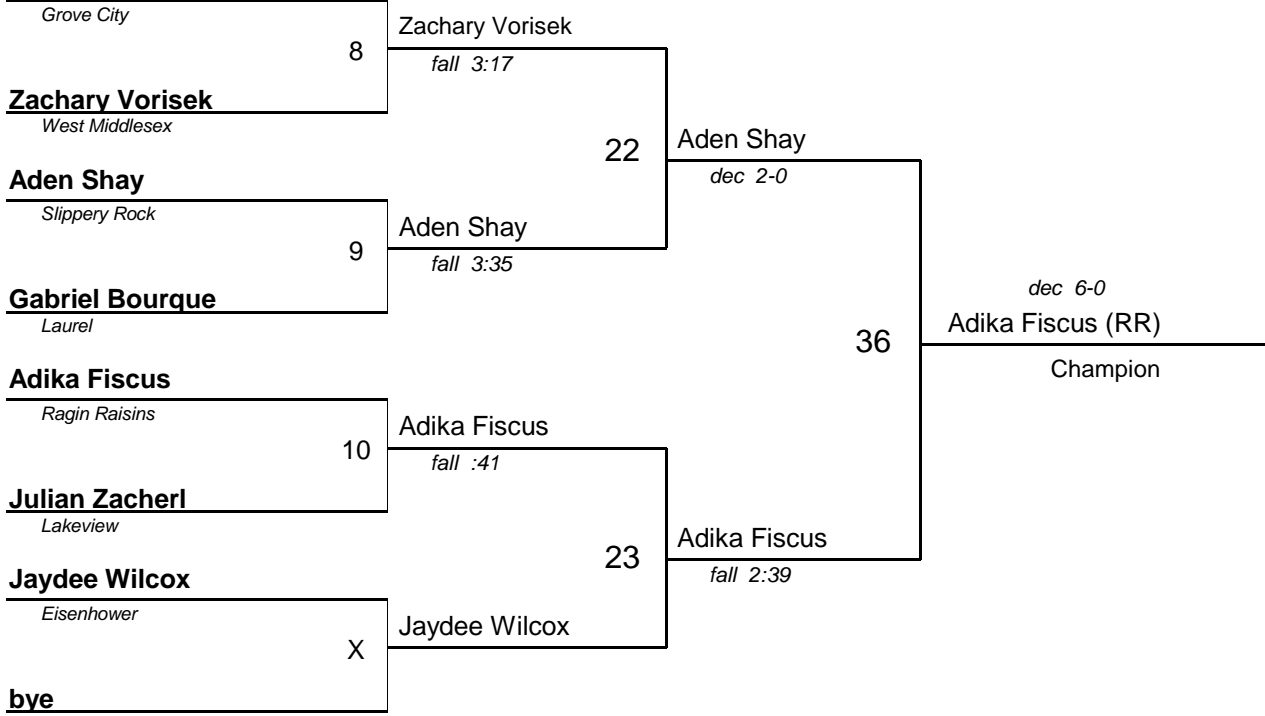 Grove City
8
Zachary Vorisek
fall 3:17
Zachary Vorisek
West Middlesex
22
Aden Shay
dec 2-0
Aden Shay
Slippery Rock
9
Aden Shay
fall 3:35
Gabriel Bourque
Laurel
36
dec 6-0
Adika Fiscus (RR)
Champion
Adika Fiscus
Ragin Raisins
10
Adika Fiscus
fall :41
Julian Zacherl
Lakeview
23
Adika Fiscus
fall 2:39
Jaydee Wilcox
Eisenhower
X
Jaydee Wilcox
bye